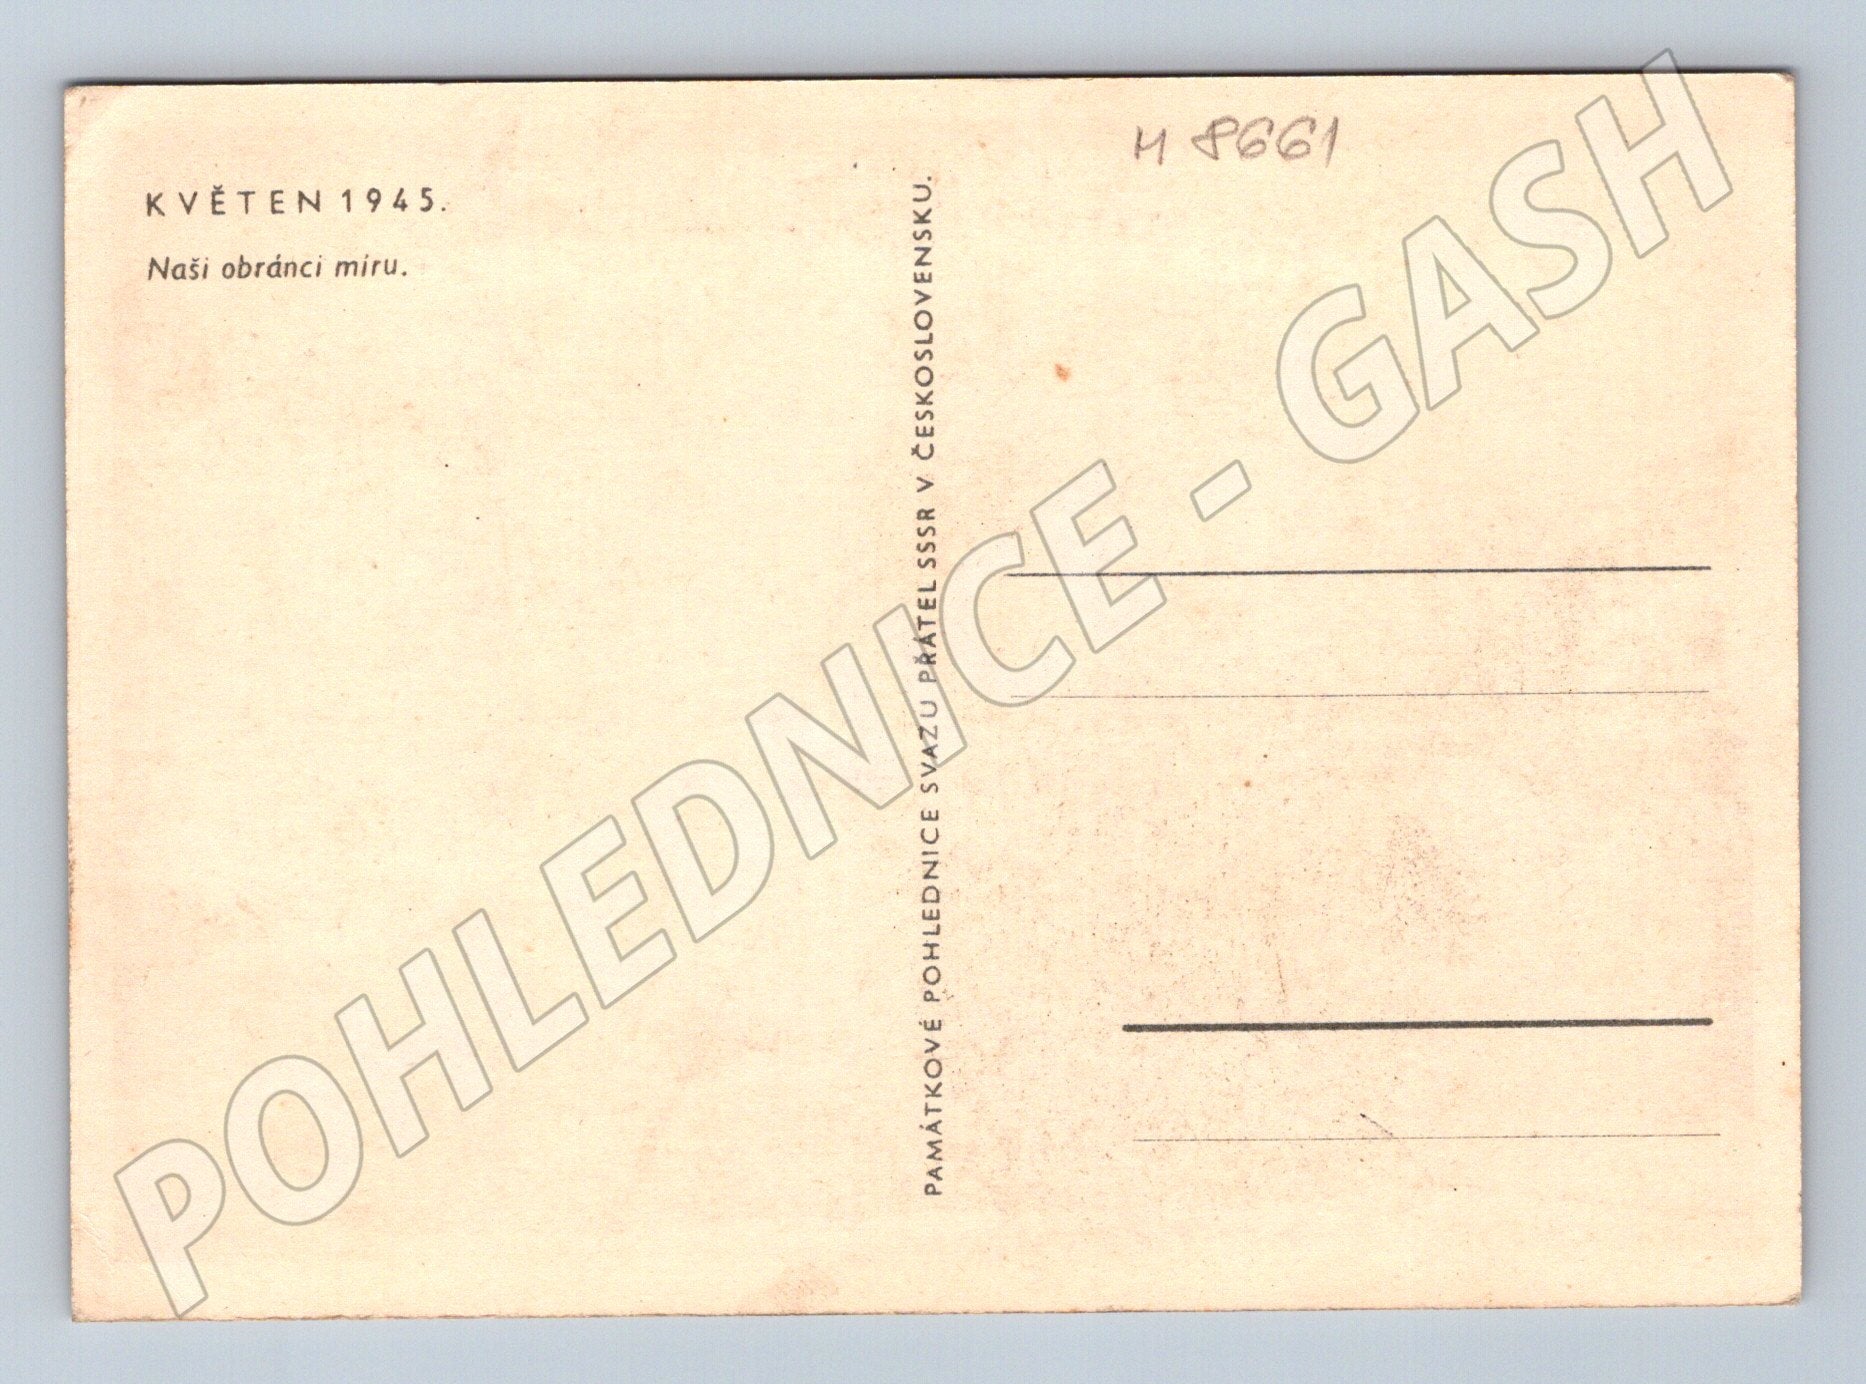 KVĚTEN 1945.
Naši obránci míru.
PAMÁTKOVÉ POHLEDNICE SVAZU PŘÁTEL SSSR V ČESKOSLOVENSKU.
M 8661
POHLEDNICE - GASH